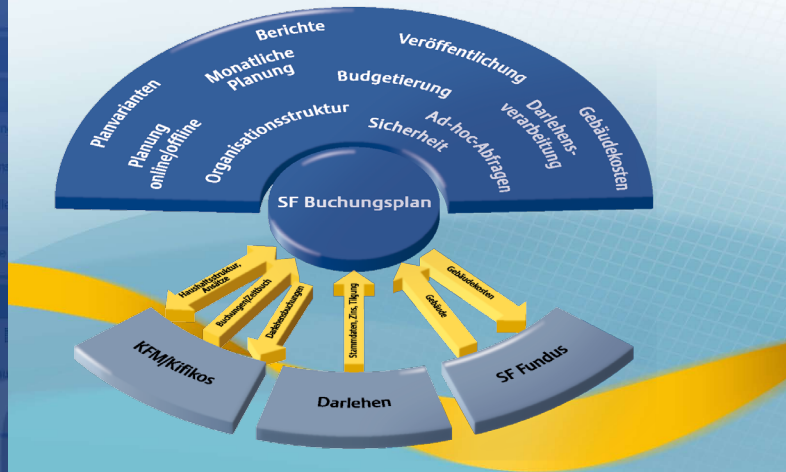 Berichte
Veröffentlichung
Monatliche
Planung
Budgetierung
Planvarianten
Planung
online/offline
Organisationsstruktur
Sicherheit
Ad-hoc-Abfragen
Darlehens-
verarbeitung
Gebäudekosten
SF Buchungsplan
Haushaltsstruktur,
Ansätze
Buchungen/Zeitbuch
Darlehensbuchungen
Stammdaten, Zins, Tilgung
Gebäude
Gebäudekosten
KFM/Kifikos
Darlehen
SF Fundus